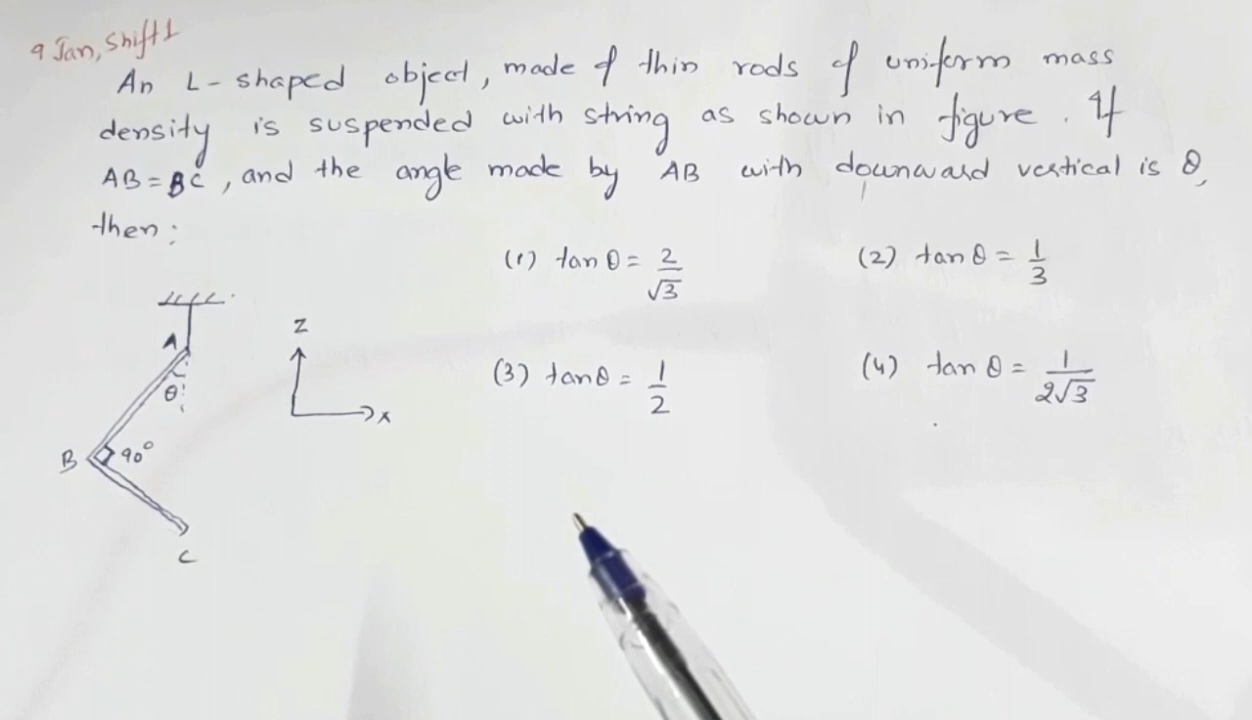 9 Jan, Shift 1
An L-shaped object, made of thin rods of uniform mass
density is suspended with string as shown in figure. If
AB = BC, and the angle made by AB with downward vertical is θ,
then:
(1) tan θ = 2/√3
(2) tan θ = 1/3
(3) tan θ = 1/2
(4) tan θ = 1/2√3
A
θ
B
90°
C
Z
x